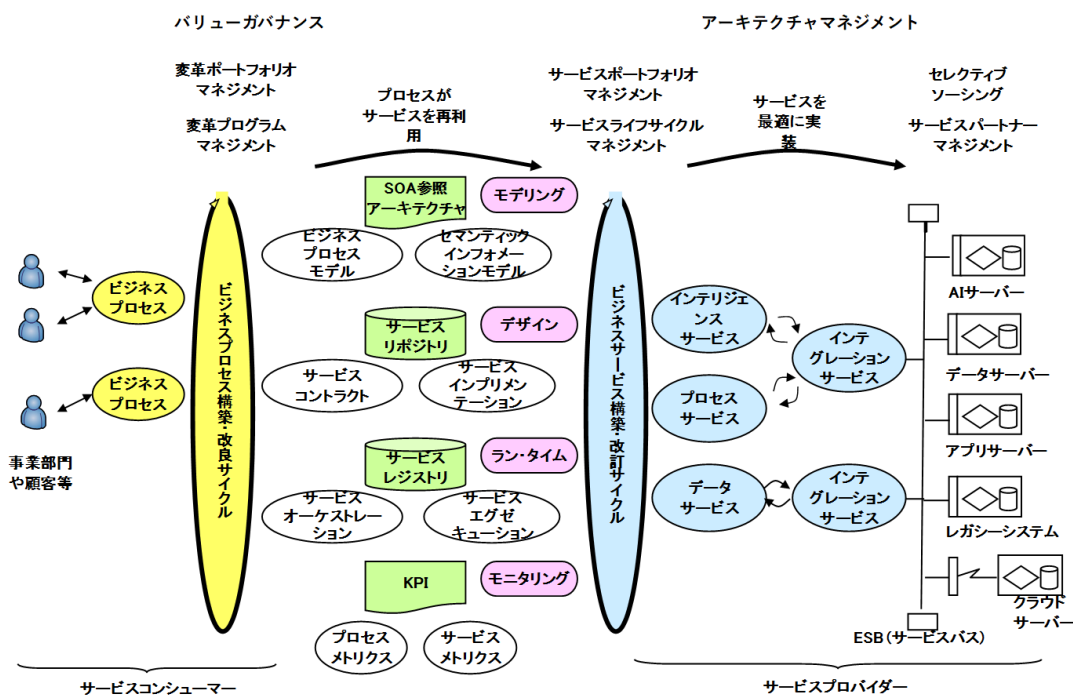 バリューガバナンス
アーキテクチャマネジメント
変革ポートフォリオ
マネジメント
変革プログラム
マネジメント
プロセスが
サービスを再利
用
サービスポートフォリオ
マネジメント
サービスライフサイクル
マネジメント
サービスを
最適に実
装
セレクティブ
ソーシング
サービスパートナー
マネジメント
SOA参照
アーキテクチャ
モデリング
ビジネス
プロセス
モデル
セマンティック
インフォメー
ションモデル
サービス
リポジトリ
デザイン
サービス
コントラクト
サービス
インプリメン
テーション
サービス
レジストリ
ラン・タイム
サービス
オーケストレー
ション
サービス
エグゼ
キューション
KPI
モニタリング
プロセス
メトリクス
サービス
メトリクス
ビジネス
プロセス
ビジネス
プロセス
事業部門
や顧客等
ビジネスプロセス構築・改良サイクル
ビジネスサービス構築・改訂サイクル
インテリジェ
ンス
サービス
プロセス
サービス
データ
サービス
インテ
グレーション
サービス
インテ
グレーション
サービス
AIサーバー
データサーバー
アプリサーバー
レガシーシステム
クラウド
サーバー
ESB(サービスバス)
サービスコンシューマー
サービスプロバイダー